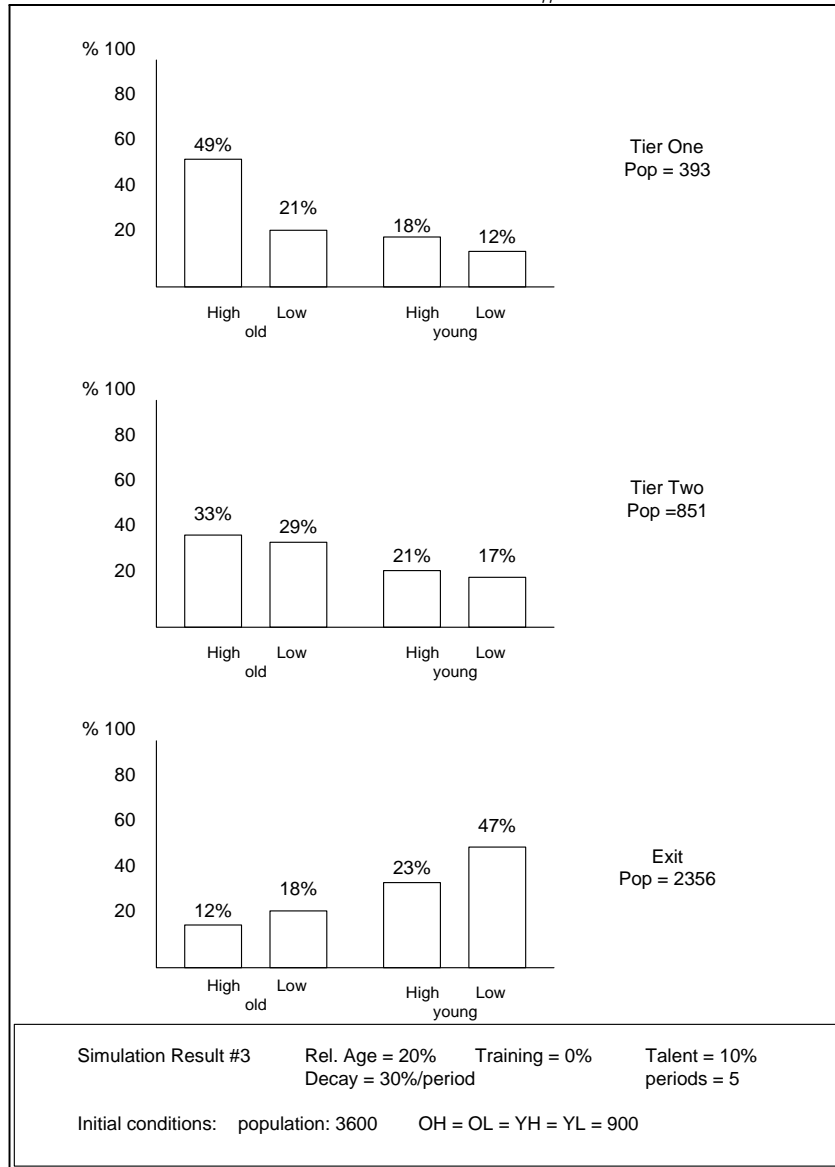 % 100
80
60
40
20
49%
21%
18%
12%
High Low High Low
old young
Tier One
Pop = 393
% 100
80
60
40
20
33%
29%
21%
17%
High Low High Low
old young
Tier Two
Pop =851
% 100
80
60
40
20
12%
18%
23%
47%
High Low High Low
old young
Exit
Pop = 2356
Simulation Result #3 Rel. Age = 20% Training = 0% Talent = 10%
Decay = 30%/period periods = 5
Initial conditions: population: 3600 OH = OL = YH = YL = 900